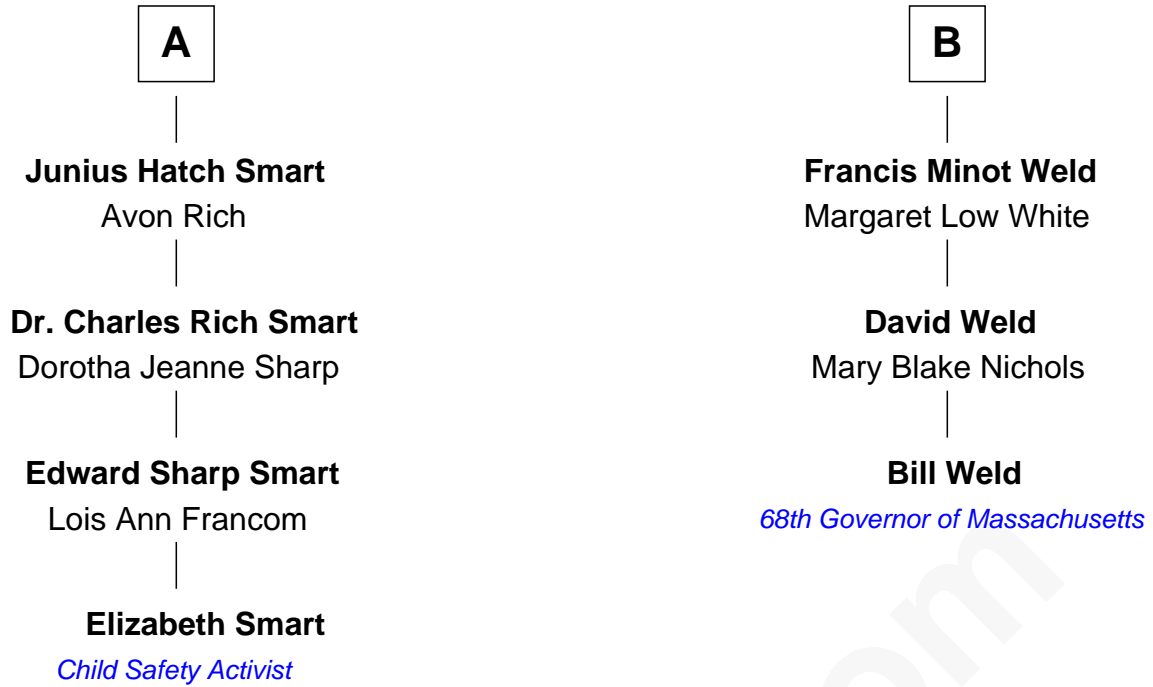 A
Junius Hatch Smart
Avon Rich
Dr. Charles Rich Smart
Dorotha Jeanne Sharp
Edward Sharp Smart
Lois Ann Francom
Elizabeth Smart
Child Safety Activist
B
Francis Minot Weld
Margaret Low White
David Weld
Mary Blake Nichols
Bill Weld
68th Governor of Massachusetts
om